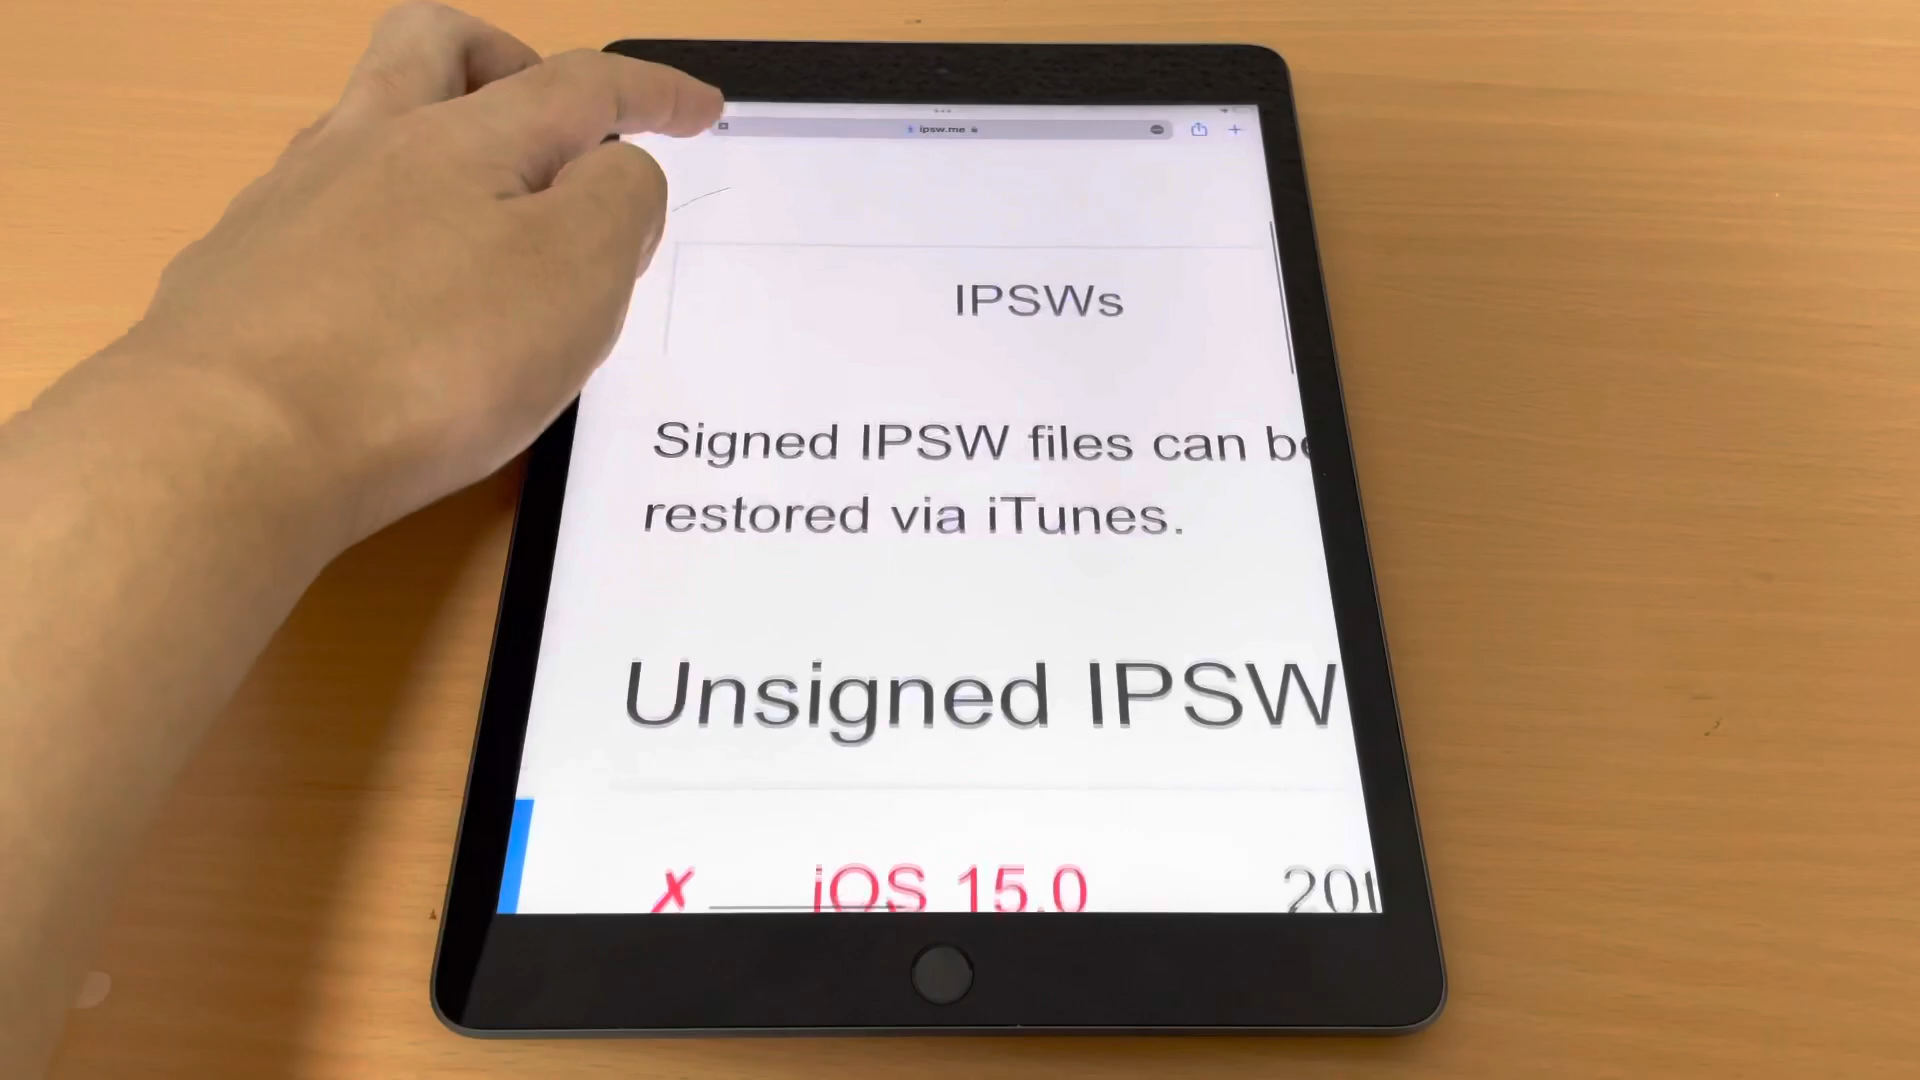 ipsw.me
IPSWs
Signed IPSW files can be
restored via iTunes.
Unsigned IPSW
✗ iOS 15.0